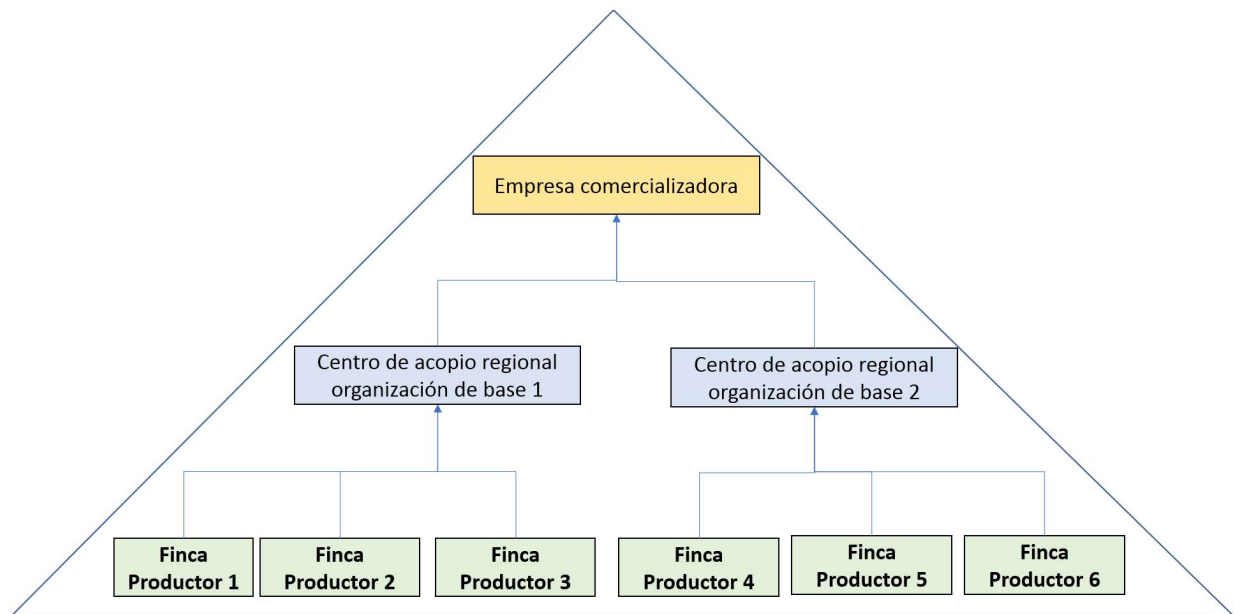 Empresa comercializadora
Centro de acopio regional
organización de base 1
Centro de acopio regional
organización de base 2
Finca
Productor 1
Finca
Productor 2
Finca
Productor 3
Finca
Productor 4
Finca
Productor 5
Finca
Productor 6